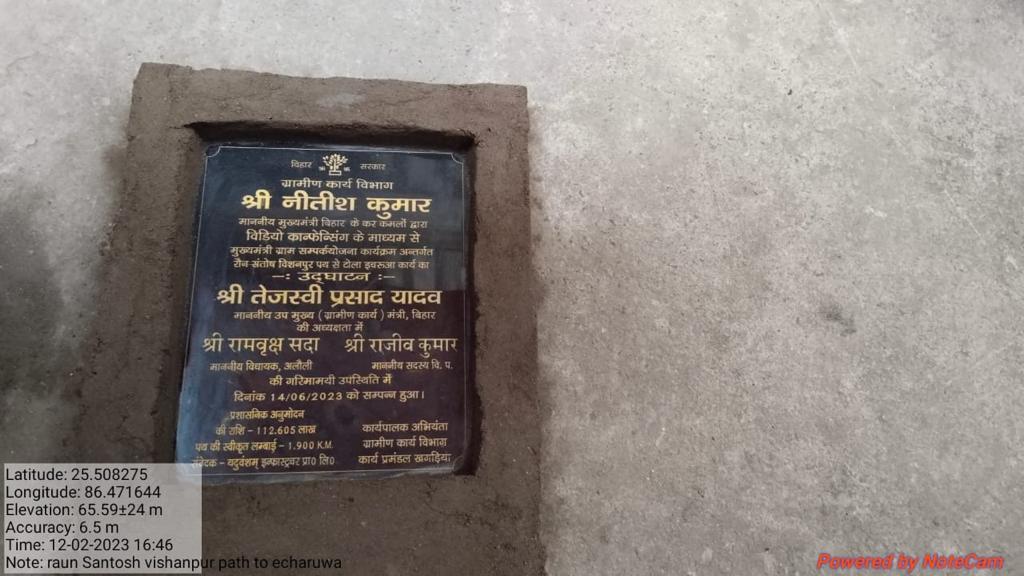 बिहार सरकार
ग्रामीण कार्य विभाग
श्री नीतीश कुमार
माननीय मुख्यमंत्री बिहार के कर कमलों द्वारा
विडियो कान्फेन्सिंग के माध्यम से
मुख्यमंत्री ग्राम सम्पर्कयोजना कार्यक्रम अन्तर्गत
रौन संतोष विशनपुर पथ से टोला इचरूआ कार्य का
-: उद्घाटन :-
श्री तेजस्वी प्रसाद यादव
माननीय उप मुख्य (ग्रामीण कार्य) मंत्री, बिहार
की अध्यक्षता में
श्री रामवृक्ष सदा श्री राजीव कुमार
माननीय विधायक, अलौली माननीय सदस्य वि. प.
की गरिमामयी उपस्थिति में
दिनांक 14/06/2023 को सम्पन्न हुआ।
प्रशासनिक अनुमोदन
की राशि - 112.605 लाख
पथ की स्वीकृत लम्बाई - 1.900 K.M.
संवेदक - यदुवंशम् इन्फ्रास्ट्रक्चर प्रा० लि०
कार्यपालक अभियंता
ग्रामीण कार्य विभाग
कार्य प्रमंडल खगड़िया
Latitude: 25.508275
Longitude: 86.471644
Elevation: 65.59±24 m
Accuracy: 6.5 m
Time: 12-02-2023 16:46
Note: raun Santosh vishanpur path to echaruwa
Powered by NoteCam